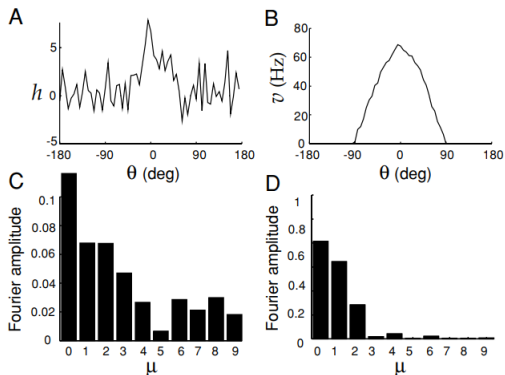 A
5
0
-5
h
-180 -90 0 90 180
θ (deg)
B
80
60
40
20
0
v (Hz)
-180 -90 0 90 180
θ (deg)
C
0.1
0.08
0.06
0.04
0.02
0
Fourier amplitude
0 1 2 3 4 5 6 7 8 9
μ
D
1
0.8
0.6
0.4
0.2
0
Fourier amplitude
0 1 2 3 4 5 6 7 8 9
μ